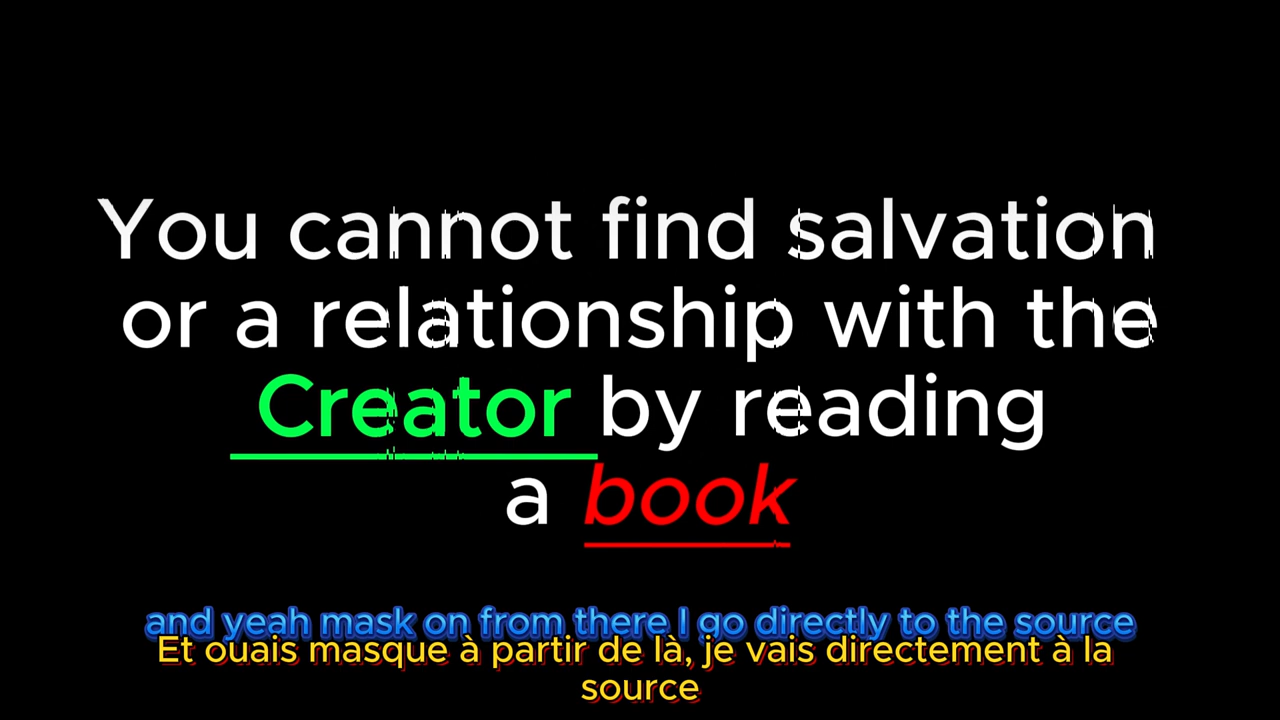 You cannot find salvation
or a relationship with the
Creator by reading
a book
and yeah mask on from there I go directly to the source
Et ouais masque à partir de là, je vais directement à la
source